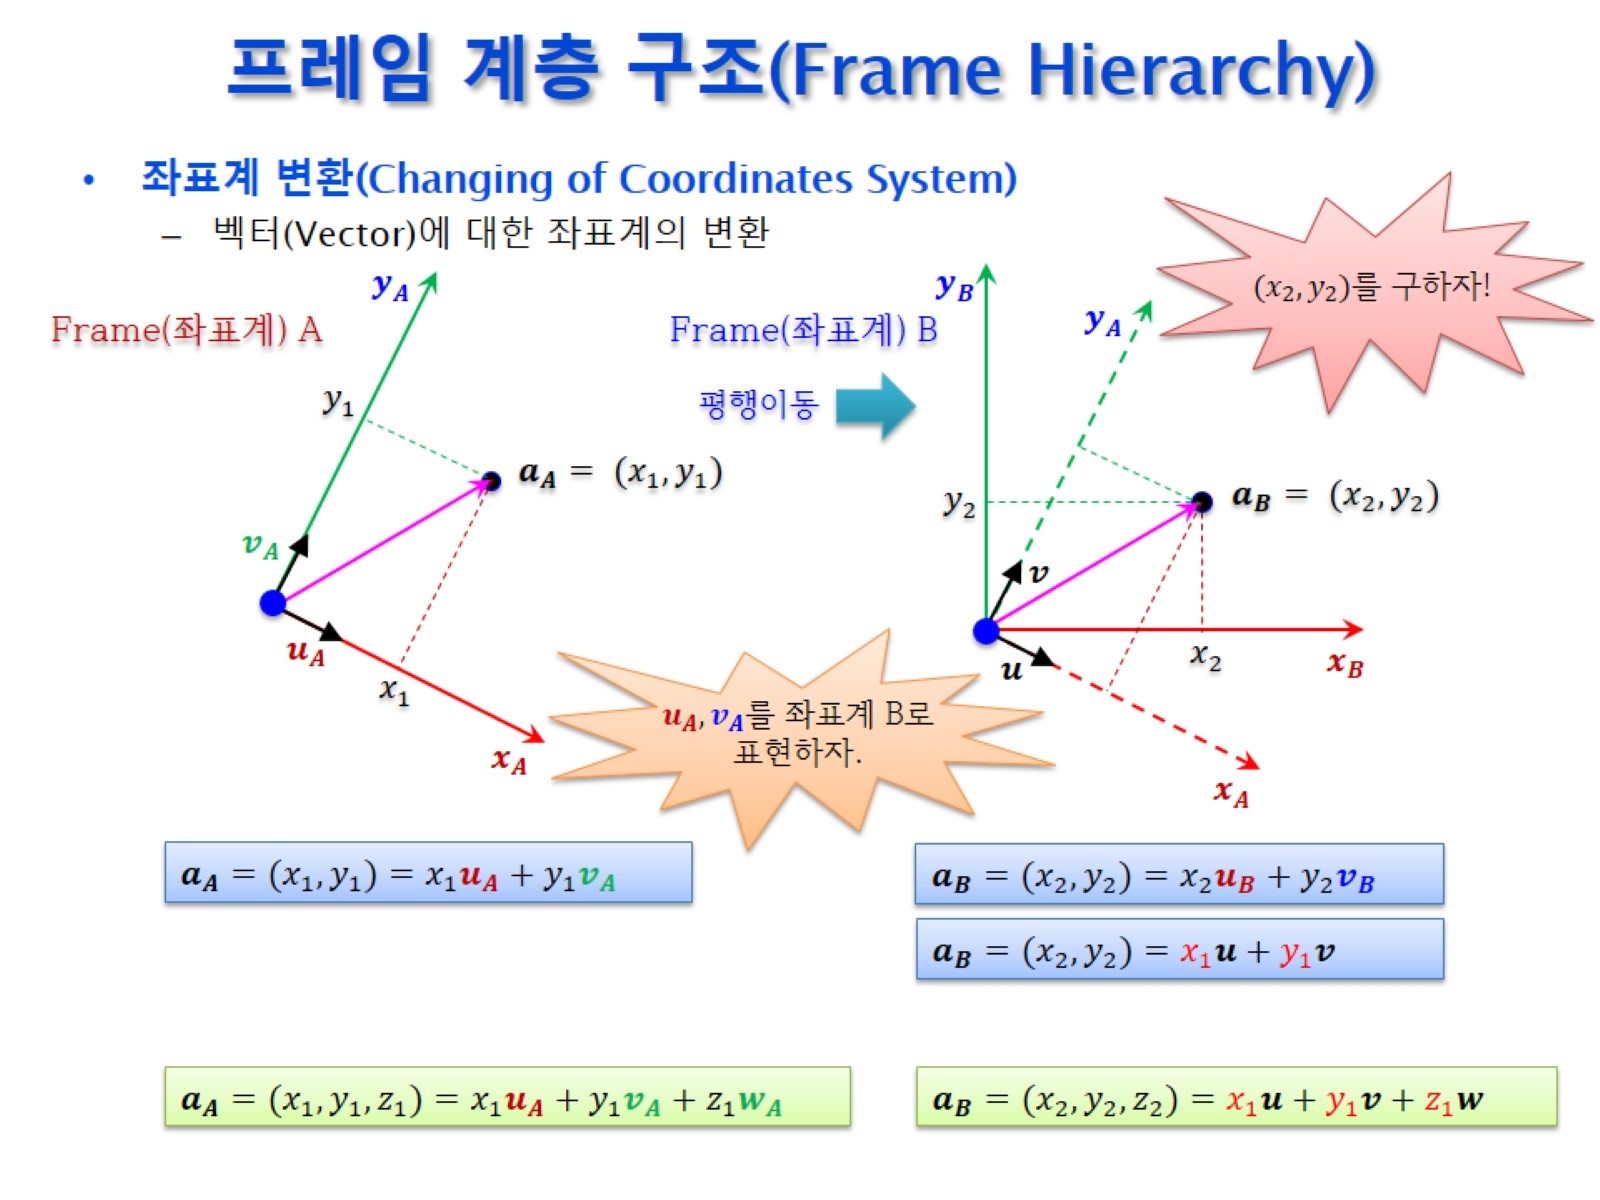 프레임 계층 구조(Frame Hierarchy)
• 좌표계 변환(Changing of Coordinates System)
– 벡터(Vector)에 대한 좌표계의 변환
Frame(좌표계) A
y_A
y_1
a_A = (x_1, y_1)
v_A
u_A
x_1
x_A
Frame(좌표계) B
평행이동
y_B
y_A
(x_2, y_2)를 구하자!
y_2
a_B = (x_2, y_2)
v
u
x_2
x_B
x_A
u_A, v_A를 좌표계 B로
표현하자.
a_A = (x_1, y_1) = x_1u_A + y_1v_A
a_B = (x_2, y_2) = x_2u_B + y_2v_B
a_B = (x_2, y_2) = x_1u + y_1v
a_A = (x_1, y_1, z_1) = x_1u_A + y_1v_A + z_1w_A
a_B = (x_2, y_2, z_2) = x_1u + y_1v + z_1w